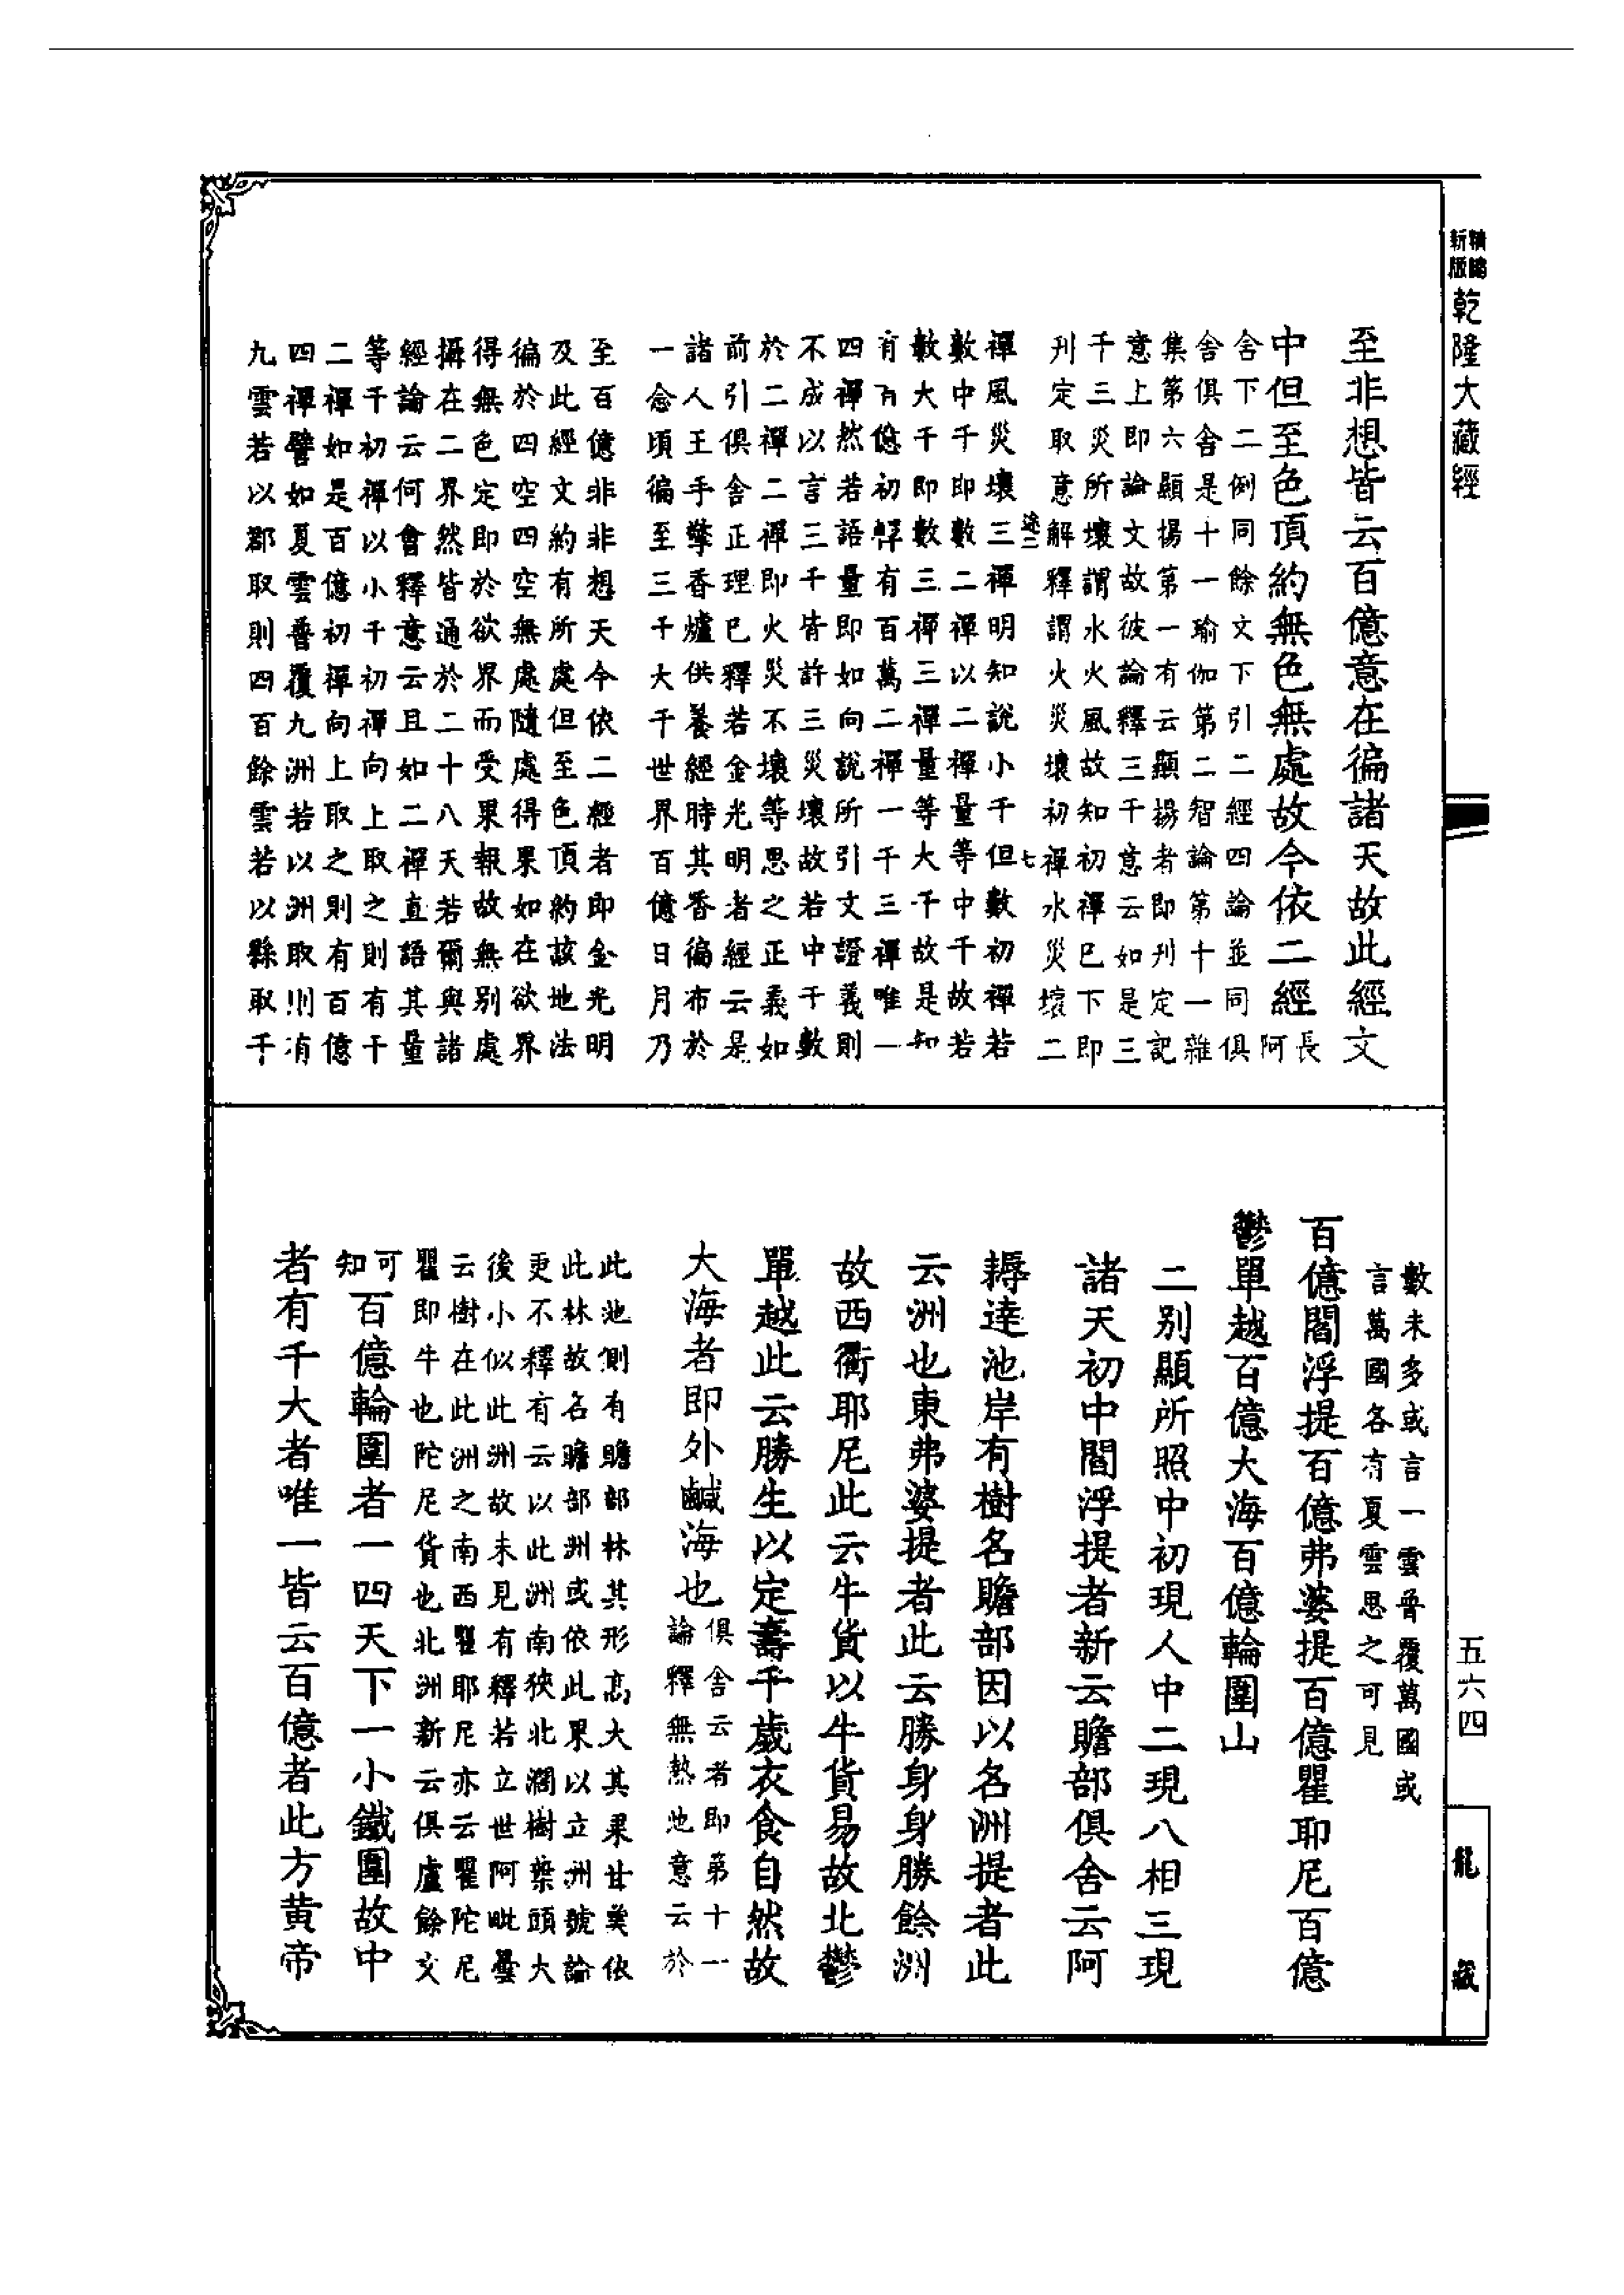 新版
精縮
乾隆大藏經
至非想皆云百億意在徧諸天故此經文
中但至色頂約無色無處故今依二經長
阿
舍下二例同餘文下引二經四論並同俱
舍俱舍是十一瑜伽第二智論第十一雜
集第六顯揚第一有云顯揚者即刋定記
意上即論文故彼論釋三千意云如是三
千三災所壞謂水火風故知初禪已下即
刋定取意解釋謂火災壞初禪水災壞二
禪風災壞三禪明知說小千但數初禪若
數中千即數二禪以二禪量等中千故若
數大千即數三禪三禪量等大千故是知
有百億初禪有百萬二禪一千三禪唯一
四禪然若語量即如向說所引文證義則
不成以言三千皆許三災壞故若中千數
於二禪二禪即火災不壞等思之正義如
前引俱舍正理已釋若金光明者經云是
諸人王手擎香爐供養經時其香徧布於
一念頃徧至三千大千世界百億日月乃
至百億非非想天今依二經者即金光明
及此經文約有所處但至色頂約該地法
徧於四空四空無處隨處得果如在欲界
得無色定即於欲界而受果報故無別處
攝在二界然皆通於二十八天若爾與諸
經論云何會釋意云且如二禪直語其量
等千初禪以小千初禪向上取之則有千
二禪如是百億初禪向上取之則有百億
四禪譬如夏雲普覆九洲若以洲取則有
九雲若以郡取則四百餘雲若以縣取千
途三
七
數未多或言一雲普覆萬國或
言萬國各有夏雲思之可見
百億閻浮提百億弗婆提百億瞿耶尼百億
鬱單越百億大海百億輪圍山
二別顯所照中初現人中二現八相三現
諸天初中閻浮提者新云贍部俱舍云阿
耨達池岸有樹名贍部因以名洲提者此
云洲也東弗婆提者此云勝身身勝餘洲
故西衢耶尼此云牛貨以牛貨易故北鬱
單越此云勝生以定壽千歲衣食自然故
大海者即外鹹海也俱舍云者即第十一
論釋無熱池意云於
此池側有贍部林其形高大其果甘美依
此林故名贍部洲或依此果以立洲號論
更不釋有云以此洲南狹北濶樹葉頭大
後小似此洲故未見有釋若立世阿毗曇
云樹在此洲之南西瞿耶尼亦云瞿陀尼
瞿即牛也陀尼貨也北洲新云俱盧餘文
可
知百億輪圍者一四天下一小鐵圍故中
者有千大者唯一皆云百億者此方黄帝
五六四
龍
藏